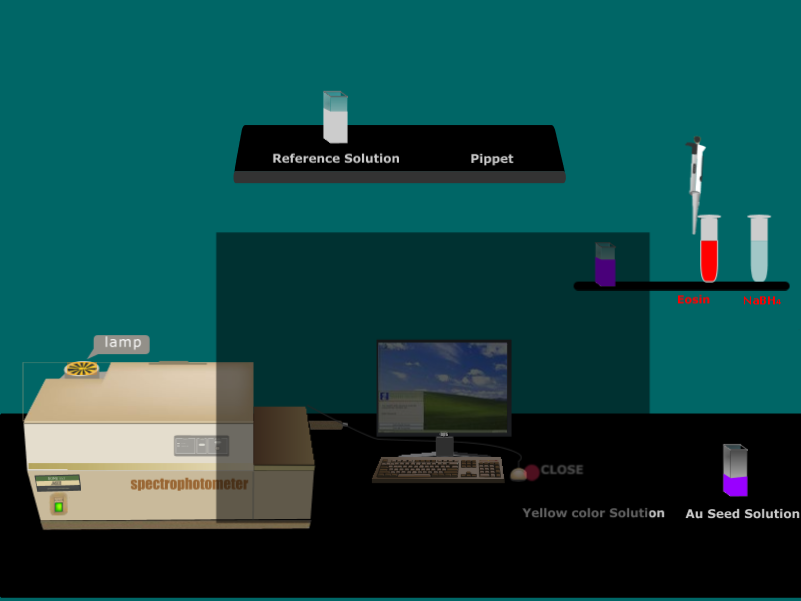 Reference Solution
Pippet
Eosin
NaBH₄
lamp
spectrophotometer
CLOSE
Yellow color Solution
Au Seed Solution